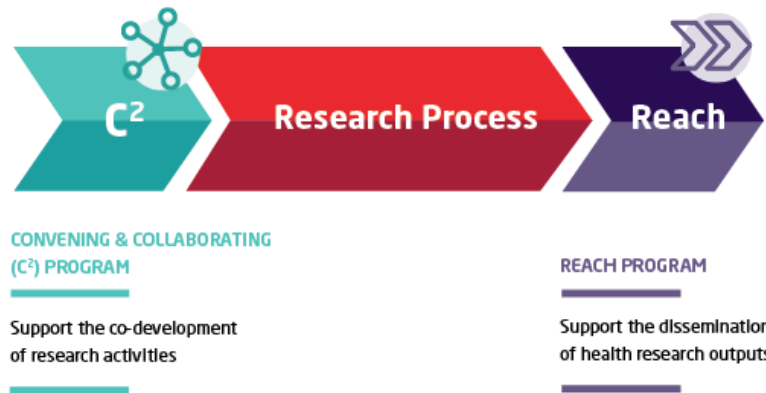 C²
Research Process
Reach
CONVENING & COLLABORATING
(C²) PROGRAM
Support the co-development
of research activities
REACH PROGRAM
Support the dissemination
of health research outputs